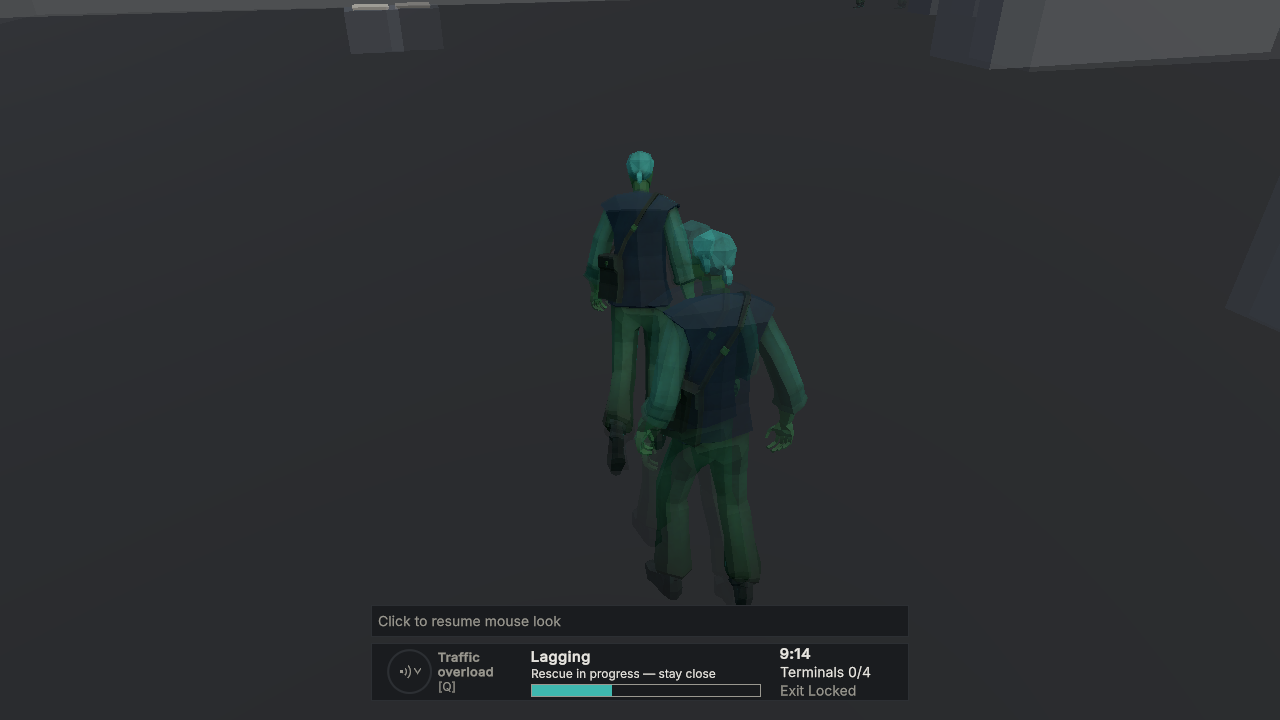 Click to resume mouse look
Traffic
overload
[Q]
Lagging
Rescue in progress — stay close
9:14
Terminals 0/4
Exit Locked